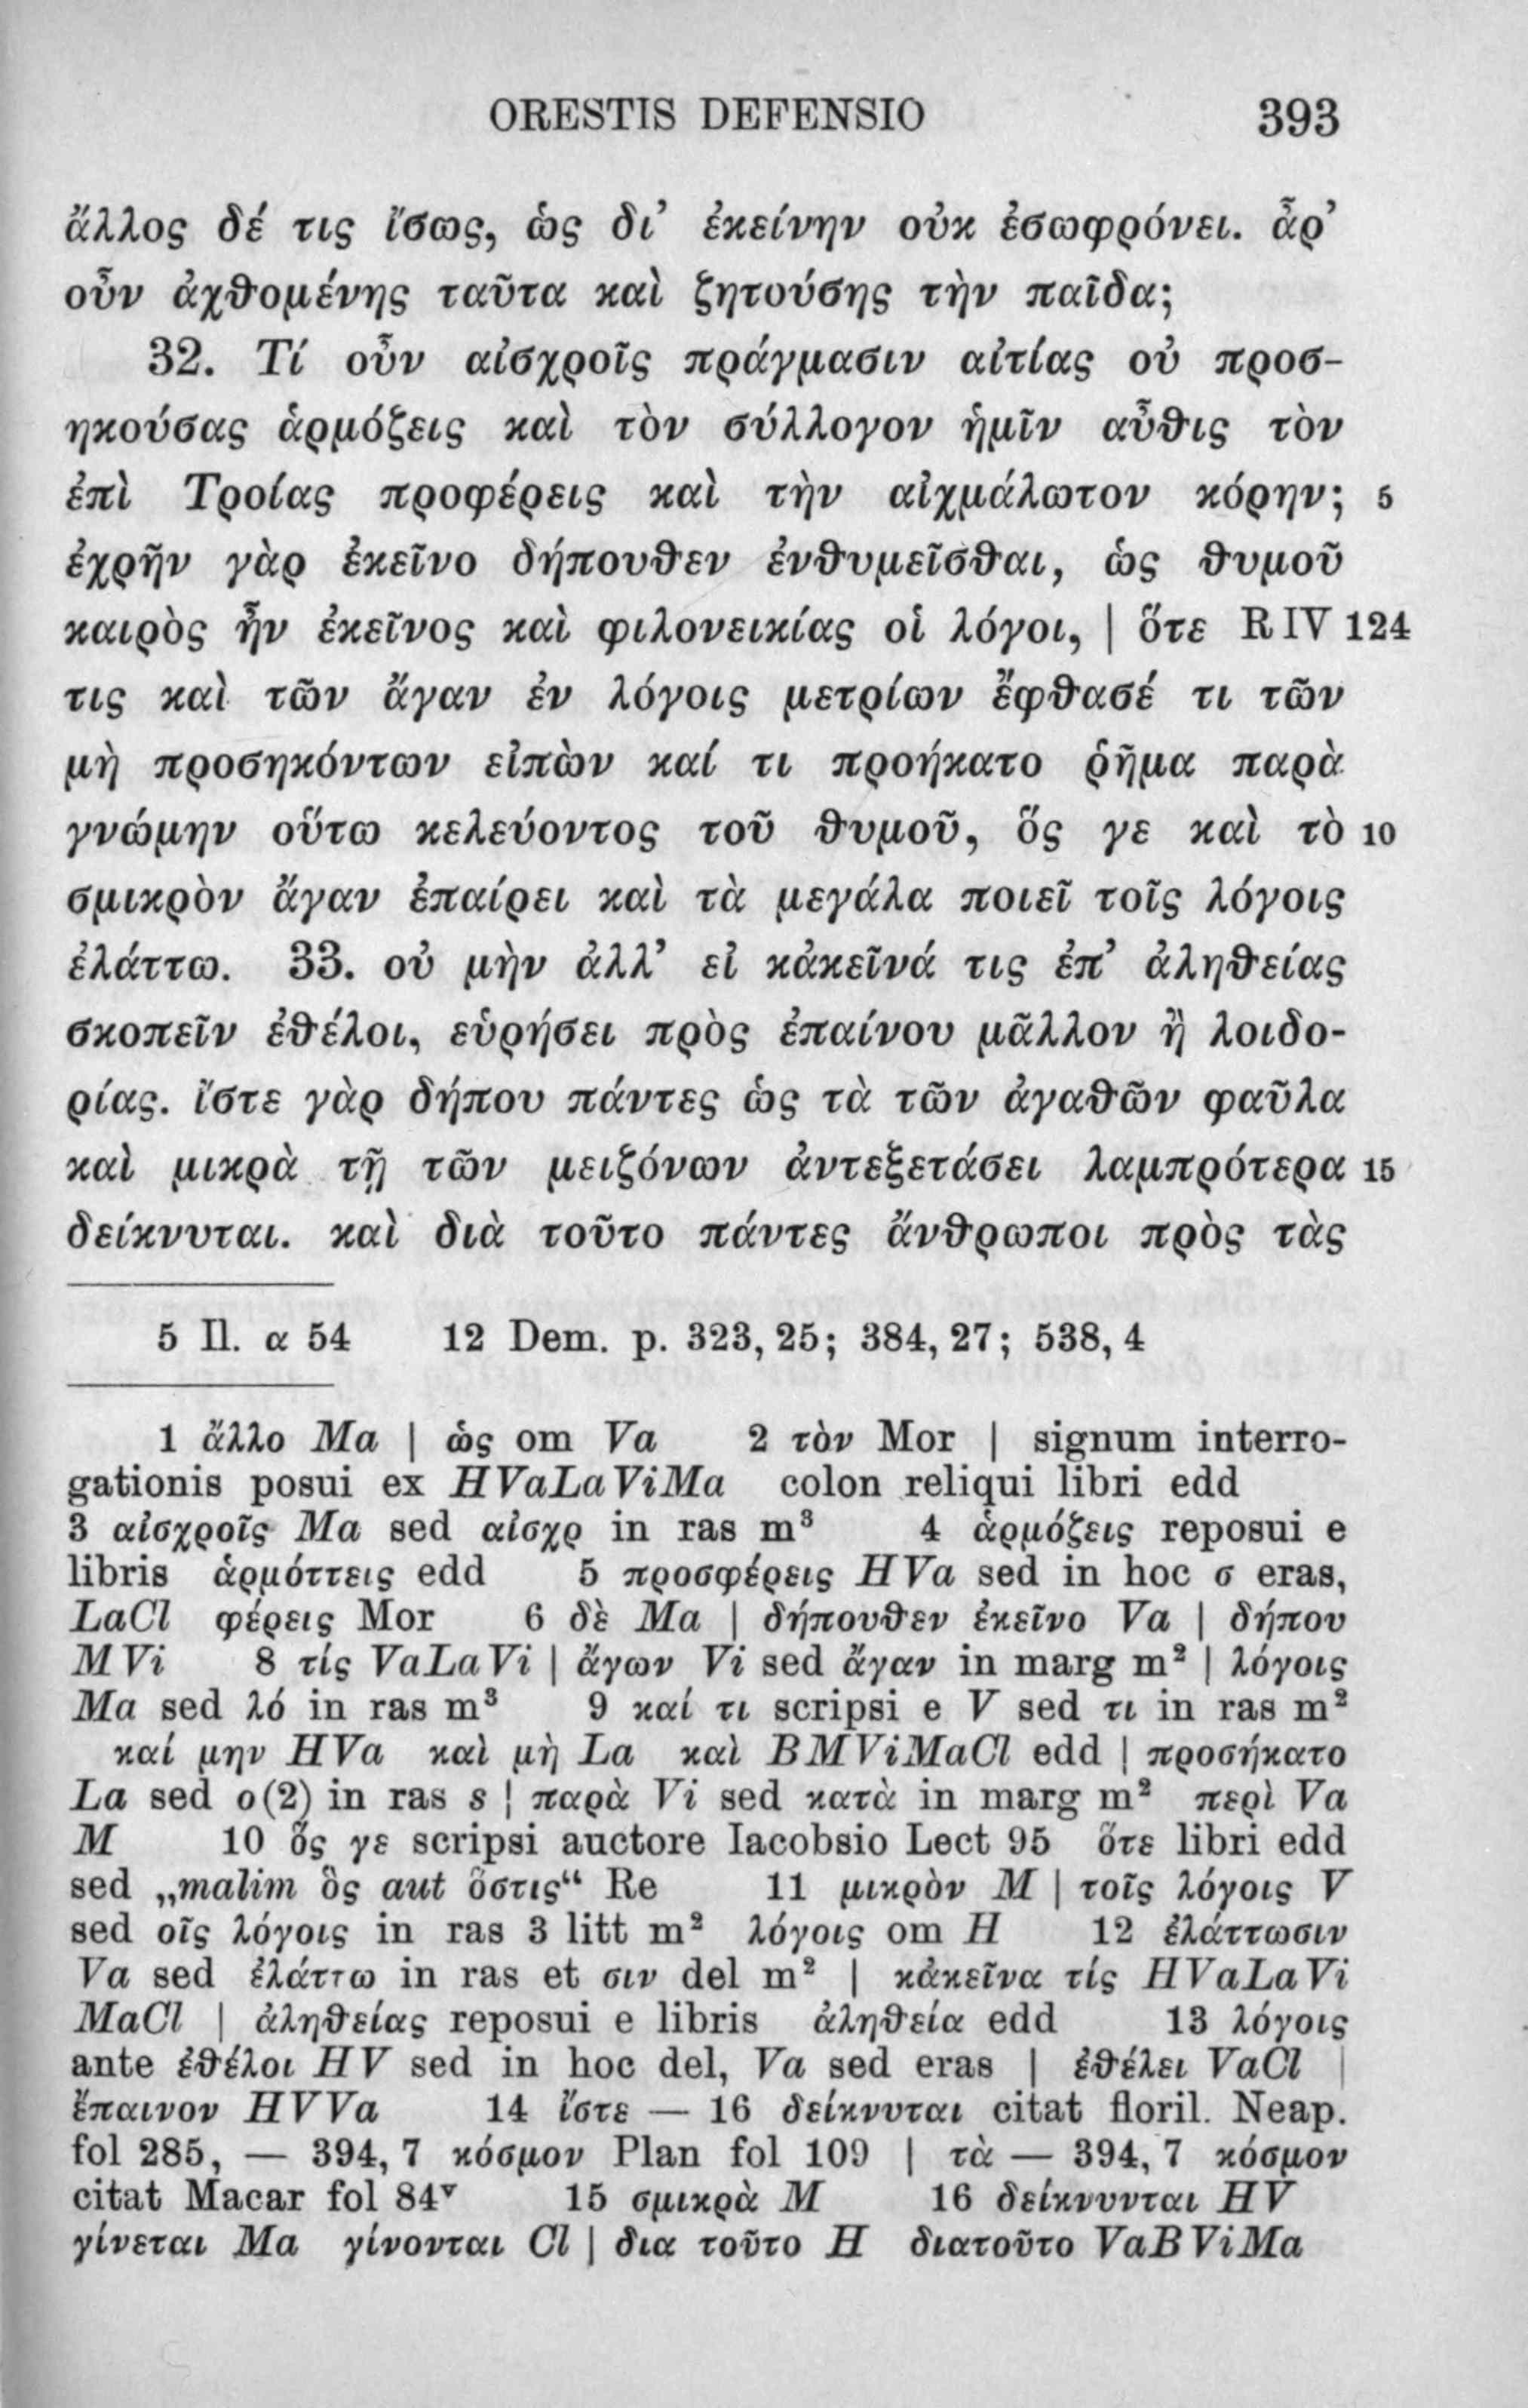 ORESTIS DEFENSIO 393
ἄλλος δέ τις ἴσως, ὡς δι’ ἐκείνην οὐκ ἐσωφρόνει. ἆρ’
οὖν ἀχθομένης ταῦτα καὶ ζητούσης τὴν παῖδα;
32. Τί οὖν αἰσχροῖς πράγμασιν αἰτίας οὐ προσ-
ηκούσας ἁρμόζεις καὶ τὸν σύλλογον ἡμῖν αὖθις τὸν
ἐπὶ Τροίας προφέρεις καὶ τὴν αἰχμάλωτον κόρην; 5
ἐχρῆν γὰρ ἐκεῖνο δήπουθεν ἐνθυμεῖσθαι, ὡς θυμοῦ
καιρὸς ἦν ἐκεῖνος καὶ φιλονεικίας οἱ λόγοι, | ὅτε R IV 124
τις καὶ τῶν ἄγαν ἐν λόγοις μετρίων ἔφθασέ τι τῶν
μὴ προσηκόντων εἰπὼν καί τι προήκατο ῥῆμα παρὰ
γνώμην οὕτω κελεύοντος τοῦ θυμοῦ, ὅς γε καὶ τὸ 10
σμικρὸν ἄγαν ἐπαίρει καὶ τὰ μεγάλα ποιεῖ τοῖς λόγοις
ἐλάττω. 33. οὐ μὴν ἀλλ’ εἰ κἀκεῖνά τις ἐπ’ ἀληθείας
σκοπεῖν ἐθέλοι, εὑρήσει πρὸς ἐπαίνου μᾶλλον ἢ λοιδο-
ρίας. ἴστε γὰρ δήπου πάντες ὡς τὰ τῶν ἀγαθῶν φαῦλα
καὶ μικρὰ τῇ τῶν μειζόνων ἀντεξετάσει λαμπρότερα 15
δείκνυται. καὶ διὰ τοῦτο πάντες ἄνθρωποι πρὸς τὰς
5 Il. α 54 12 Dem. p. 323, 25; 384, 27; 538, 4
1 ἄλλο Ma | ὡς om Va 2 τὸν Mor | signum interro-
gationis posui ex HVaLaViMa colon reliqui libri edd
3 αἰσχροῖς Ma sed αἰσχρ in ras m³ 4 ἁρμόζεις reposui e
libris ἁρμόττεις edd 5 προσφέρεις HVa sed in hoc σ eras,
LaCl φέρεις Mor 6 δὲ Ma | δήπουθεν ἐκεῖνο Va | δήπου
MVi 8 τίς VaLaVi | ἄγων Vi sed ἄγαν in marg m² | λόγοις
Ma sed λό in ras m³ 9 καί τι scripsi e V sed τι in ras m²
καί μην HVa καὶ μὴ La καὶ BMViMaCl edd | προσήκατο
La sed ο(2) in ras s | παρὰ Vi sed κατὰ in marg m² περὶ Va
M 10 ὅς γε scripsi auctore Iacobsio Lect 95 ὅτε libri edd
sed „malim ὃς aut ὅστις“ Re 11 μικρὸν M | τοῖς λόγοις V
sed οῖς λόγοις in ras 3 litt m² λόγοις om H 12 ἐλάττωσιν
Va sed ἐλάττω in ras et σιν del m² | κἀκεῖνα τίς HVaLaVi
MaCl | ἀληθείας reposui e libris ἀληθεία edd 13 λόγοις
ante ἐθέλοι HV sed in hoc del, Va sed eras | ἐθέλει VaCl |
ἔπαινον HVVa 14 ἴστε — 16 δείκνυται citat floril. Neap.
fol 285, — 394, 7 κόσμον Plan fol 109 | τὰ — 394, 7 κόσμον
citat Macar fol 84ᵛ 15 σμικρὰ M 16 δείκνυνται HV
γίνεται Ma γίνονται Cl | δια τοῦτο H διατοῦτο VaBViMa